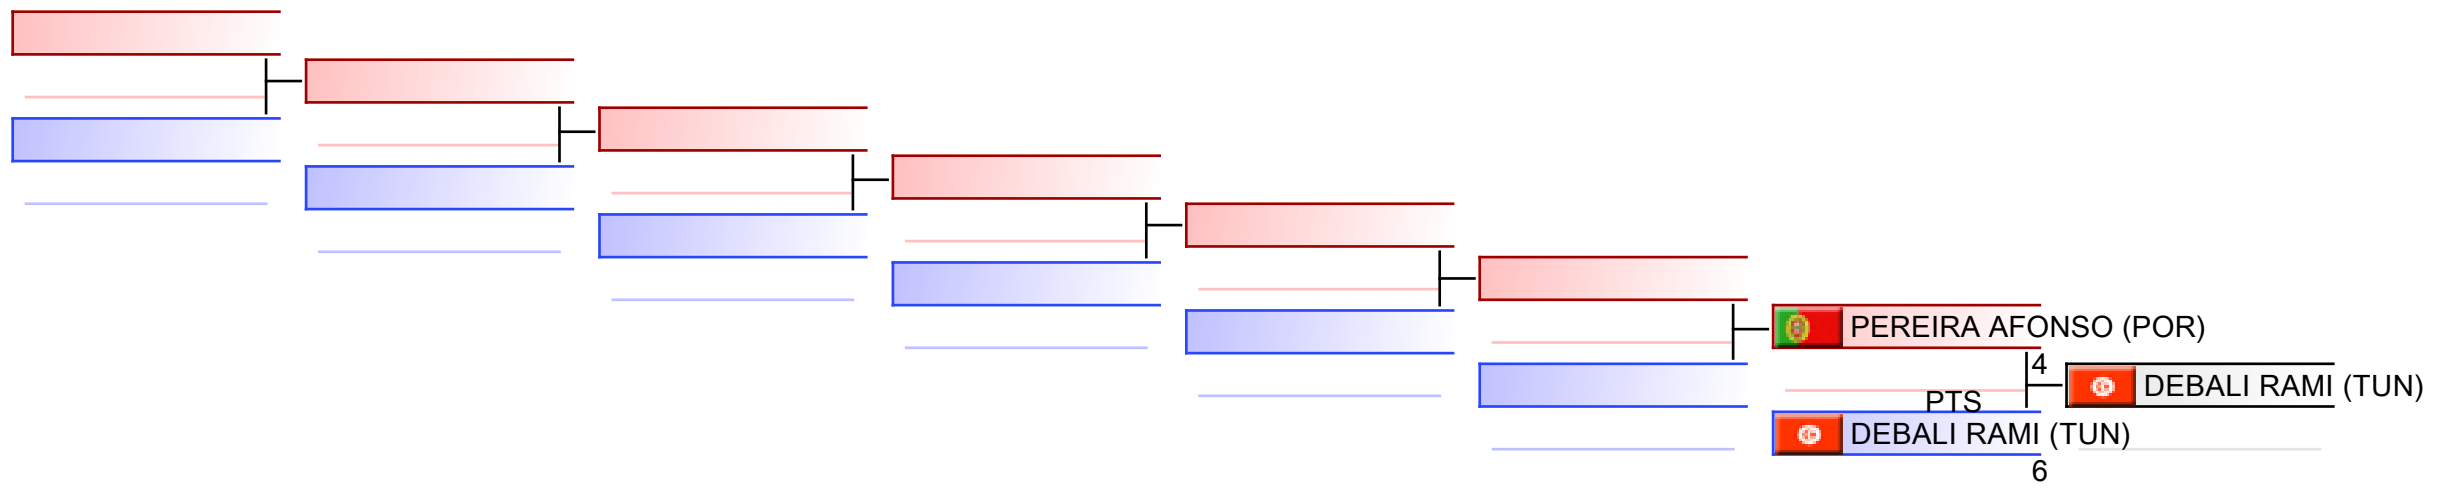 PEREIRA AFONSO (POR)
4
DEBALI RAMI (TUN)
PTS
DEBALI RAMI (TUN)
6